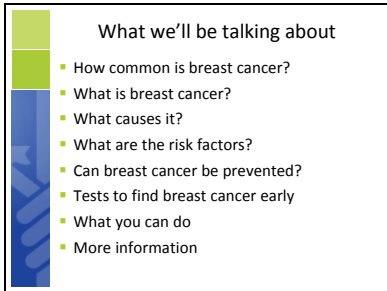 What we'll be talking about
▪ How common is breast cancer?
▪ What is breast cancer?
▪ What causes it?
▪ What are the risk factors?
▪ Can breast cancer be prevented?
▪ Tests to find breast cancer early
▪ What you can do
▪ More information